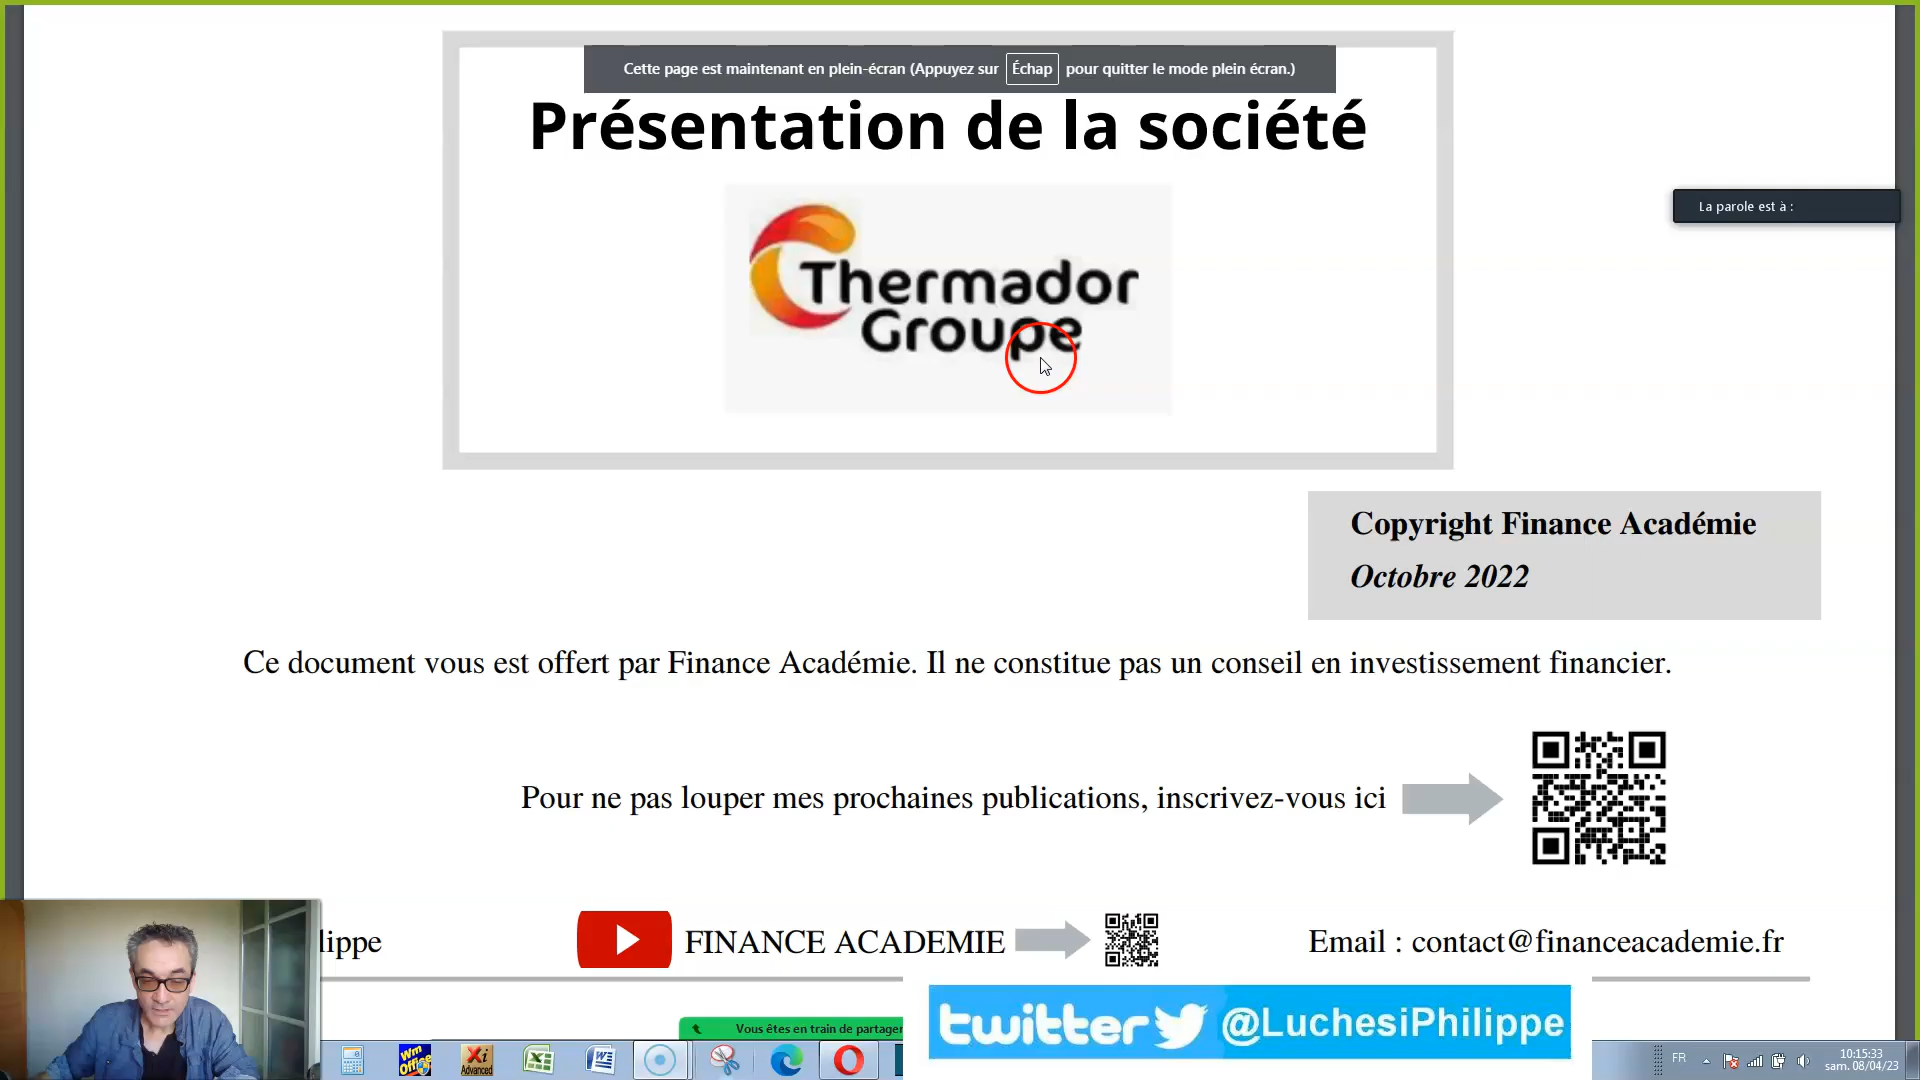 Cette page est maintenant en plein-écran (Appuyez sur Échap pour quitter le mode plein écran.)
Présentation de la société
La parole est à :
Thermador
Groupe
Copyright Finance Académie
Octobre 2022
Ce document vous est offert par Finance Académie. Il ne constitue pas un conseil en investissement financier.
Pour ne pas louper mes prochaines publications, inscrivez-vous ici
lippe
FINANCE ACADEMIE
Email : contact@financeacademie.fr
Vous êtes en train de partager
twitter @LuchesiPhilippe
Wm Office
Xi Advanced
FR
10:15:33
sam. 08/04/23